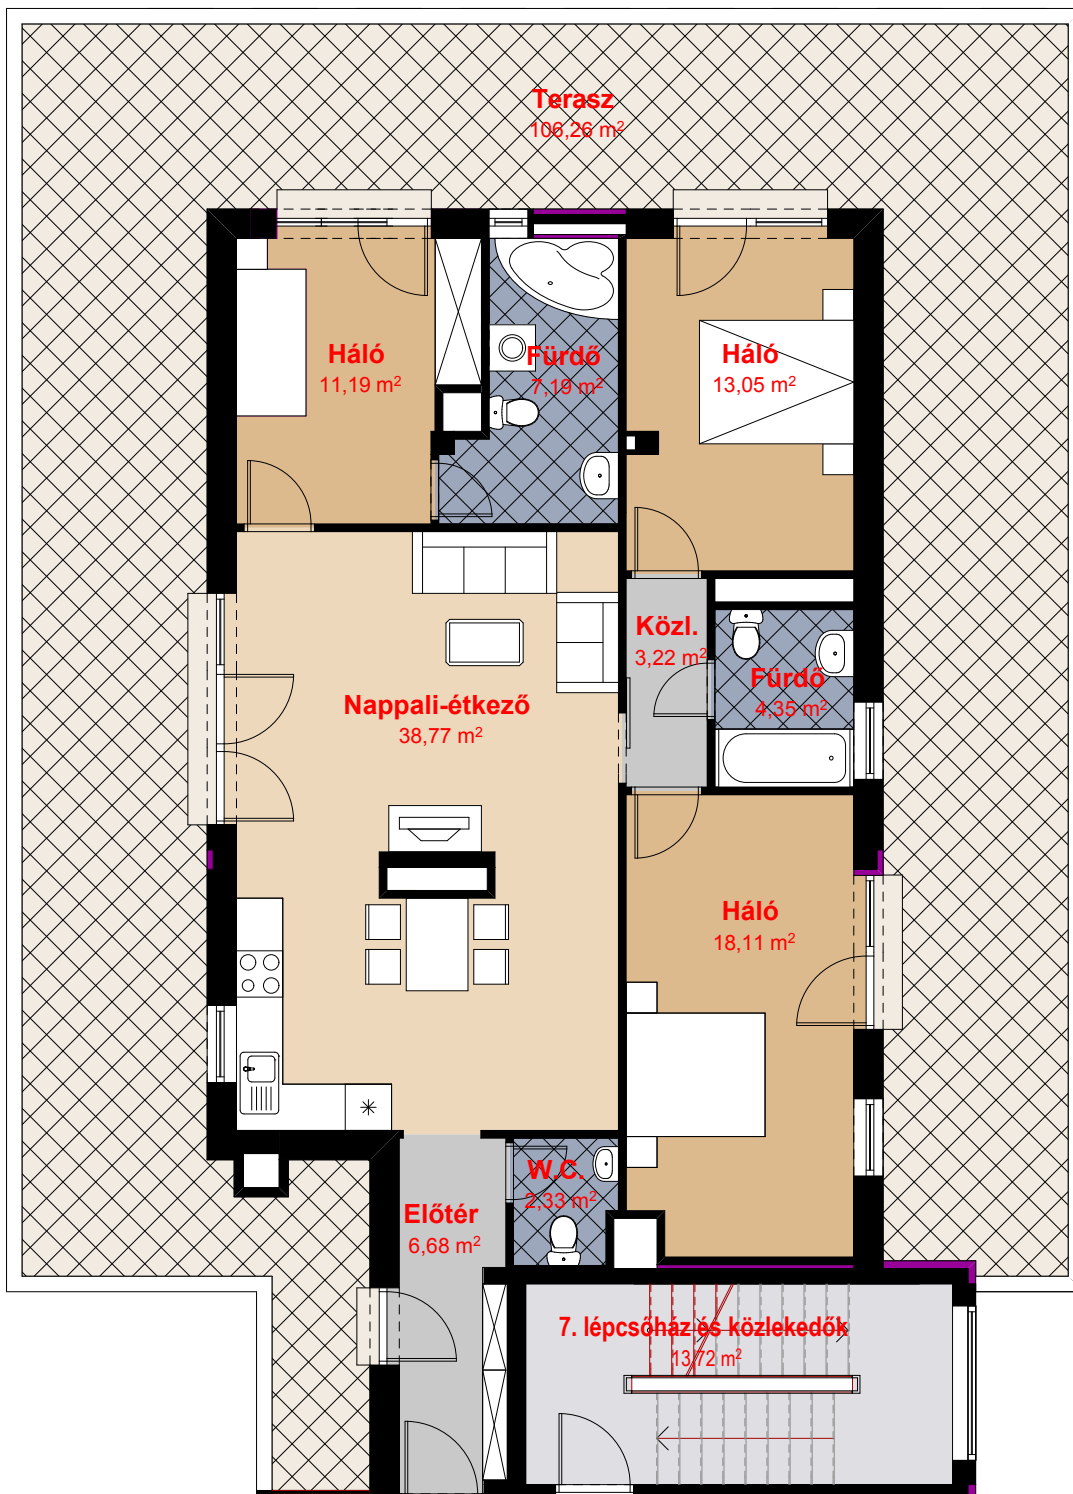 Terasz
106,26 m²
Háló
11,19 m²
Fürdő
7,19 m²
Háló
13,05 m²
Közl.
3,22 m²
Fürdő
4,35 m²
Nappali-étkező
38,77 m²
Háló
18,11 m²
W.C.
2,33 m²
Előtér
6,68 m²
7. lépcsőház és közlekedők
13,72 m²